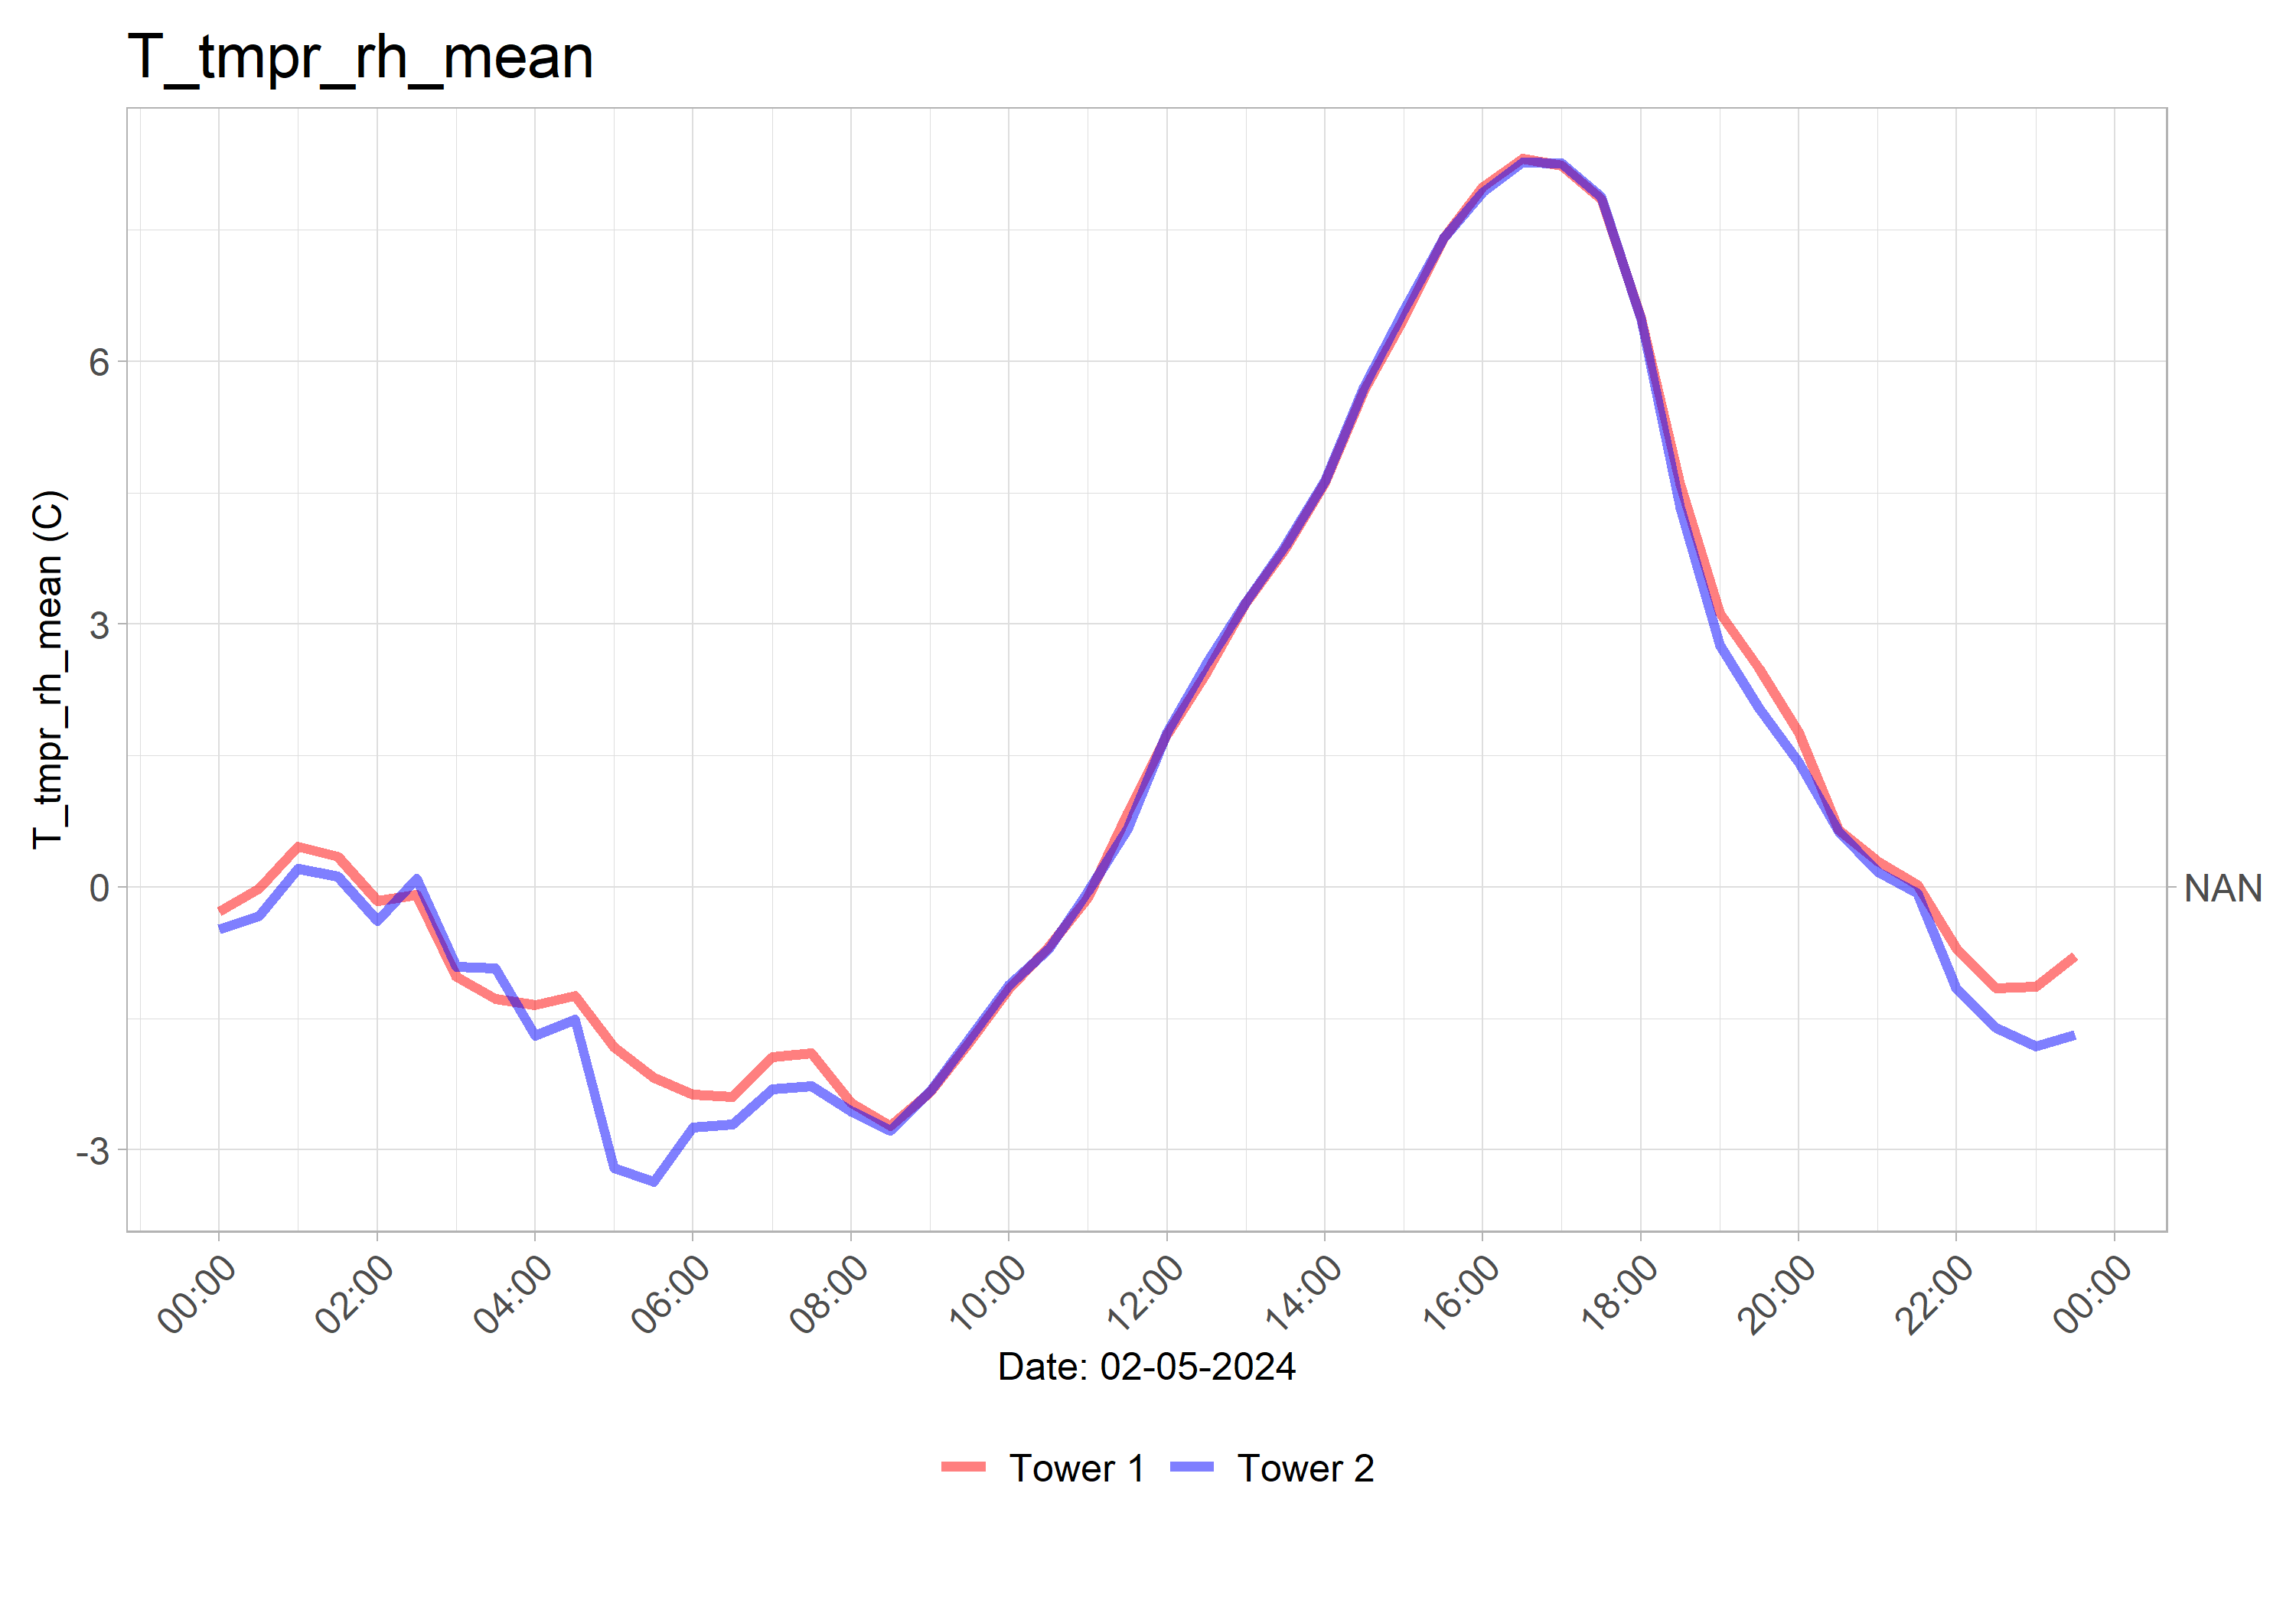 T_tmpr_rh_mean
T_tmpr_rh_mean (C)
6
3
0
-3
NAN
00:00 02:00 04:00 06:00 08:00 10:00 12:00 14:00 16:00 18:00 20:00 22:00 00:00
Date: 02-05-2024
Tower 1 Tower 2